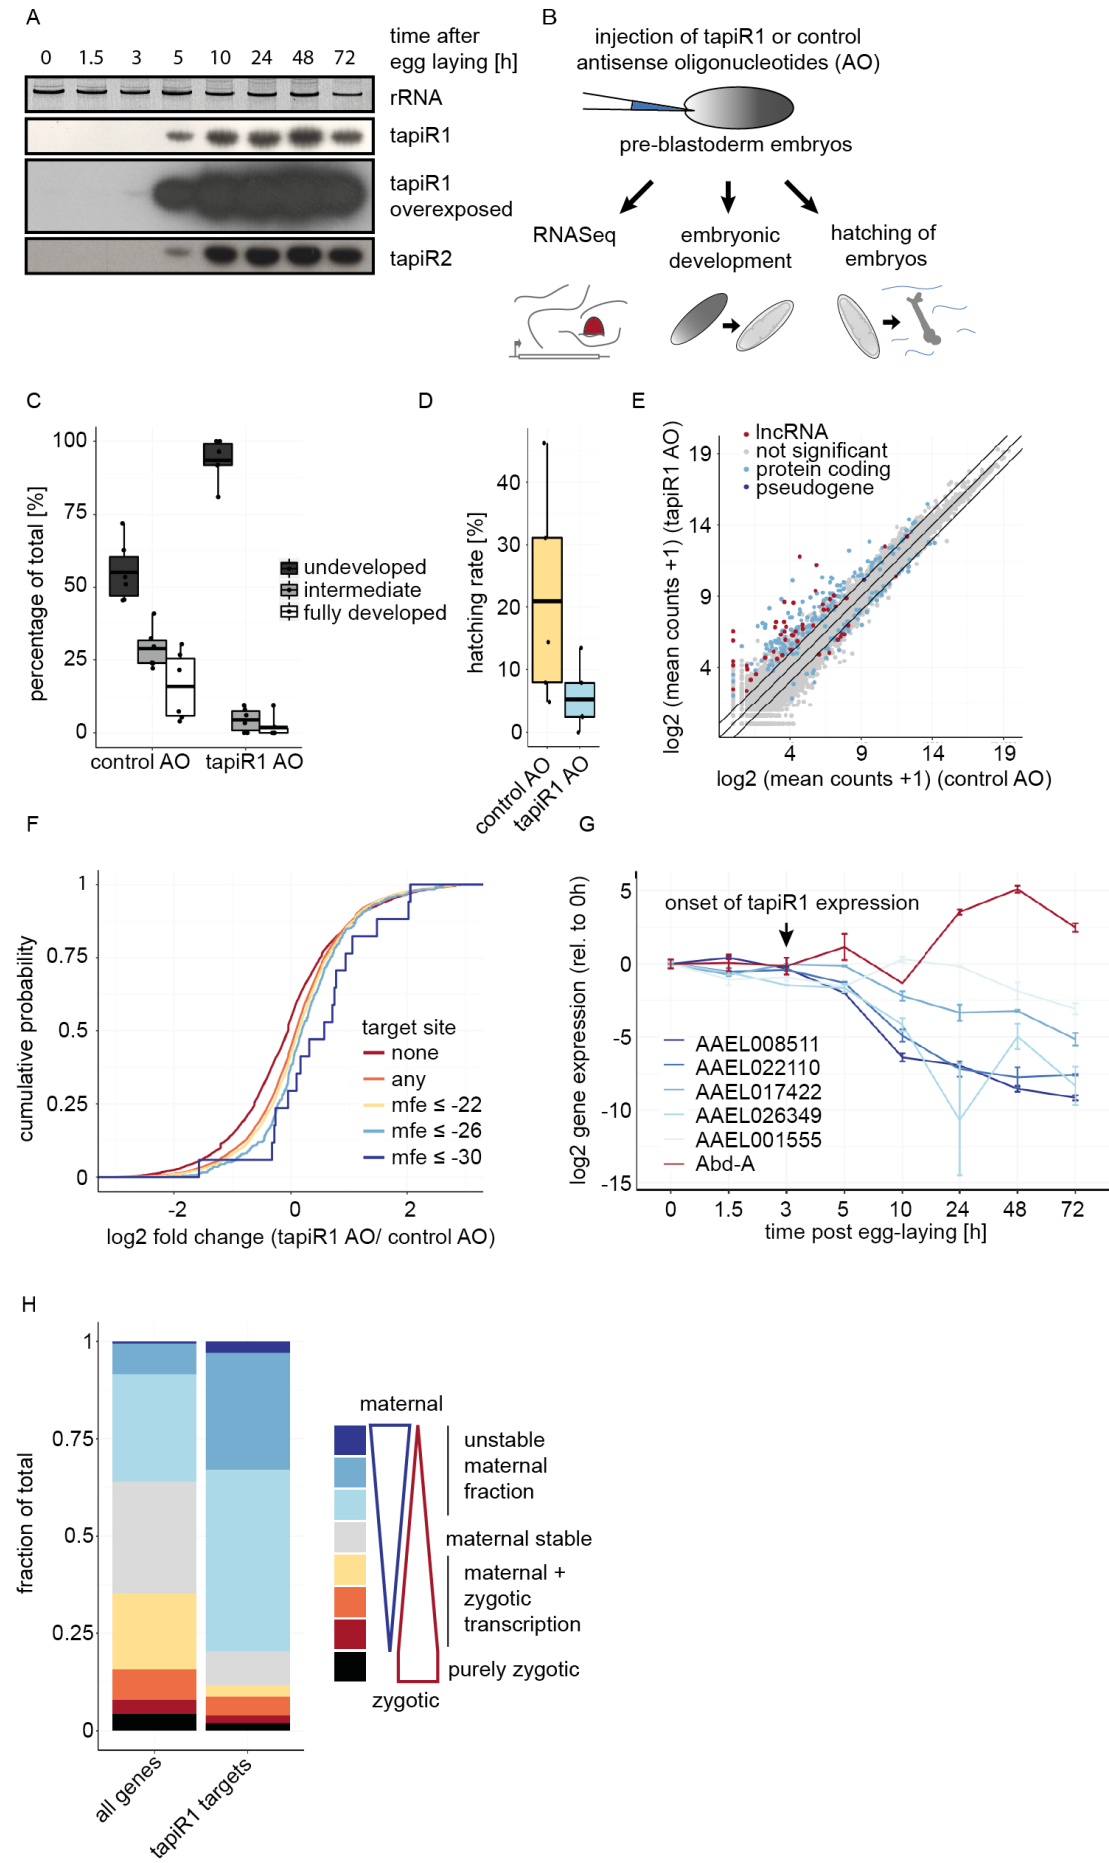 A
0 1.5 3 5 10 24 48 72
time after
egg laying [h]
rRNA
tapiR1
tapiR1
overexposed
tapiR2
B
injection of tapiR1 or control
antisense oligonucleotides (AO)
pre-blastoderm embryos
RNASeq
embryonic
development
hatching of
embryos
C
percentage of total [%]
100
75
50
25
0
control AO
tapiR1 AO
undeveloped
intermediate
fully developed
D
hatching rate [%]
40
30
20
10
0
control AO
tapiR1 AO
E
log2 (mean counts +1) (tapiR1 AO)
19
14
9
4
lncRNA
not significant
protein coding
pseudogene
4 9 14 19
log2 (mean counts +1) (control AO)
F
cumulative probability
1
0.75
0.5
0.25
0
target site
none
any
mfe ≤ -22
mfe ≤ -26
mfe ≤ -30
-2 0 2
log2 fold change (tapiR1 AO/ control AO)
G
log2 gene expression (rel. to 0h)
5
0
-5
-10
-15
onset of tapiR1 expression
AAEL008511
AAEL022110
AAEL017422
AAEL026349
AAEL001555
Abd-A
0 1.5 3 5 10 24 48 72
time post egg-laying [h]
H
fraction of total
1
0.75
0.5
0.25
0
all genes
tapiR1 targets
maternal
unstable
maternal
fraction
maternal stable
maternal +
zygotic
transcription
purely zygotic
zygotic